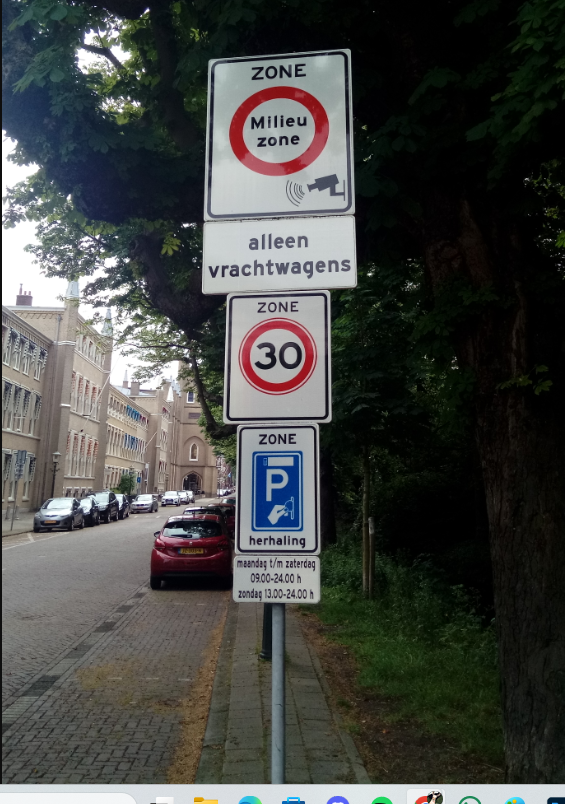 ZONE
Milieu
zone
alleen
vrachtwagens
ZONE
30
ZONE
P
herhaling
maandag t/m zaterdag
09.00-24.00 h
zondag 13.00-24.00 h